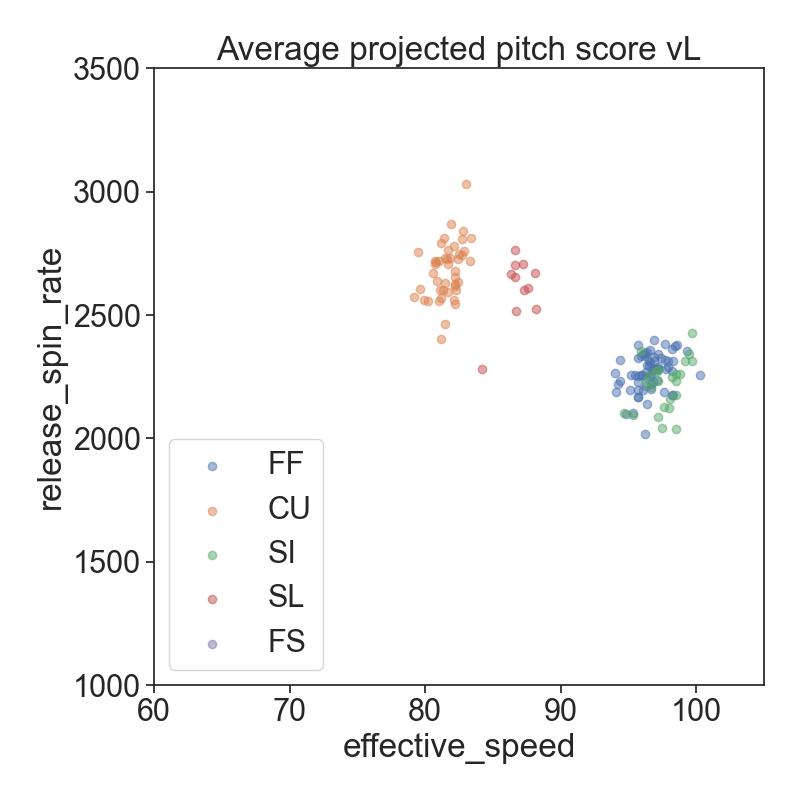 Average projected pitch score vL
3500
3000
2500
2000
1500
1000
release_spin_rate
FF
CU
SI
SL
FS
60 70 80 90 100
effective_speed